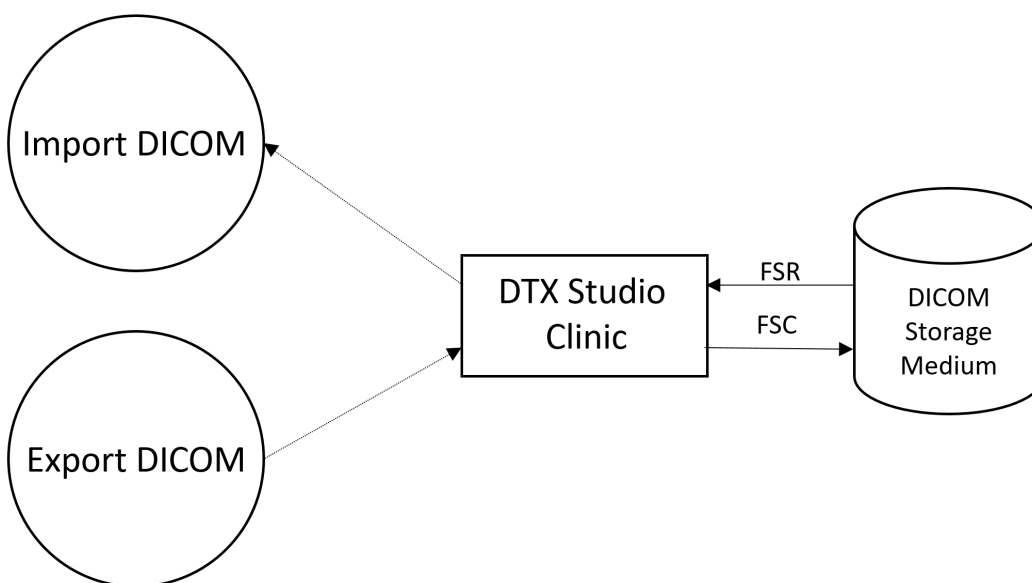 Import DICOM
Export DICOM
DTX Studio
Clinic
FSR
FSC
DICOM
Storage
Medium